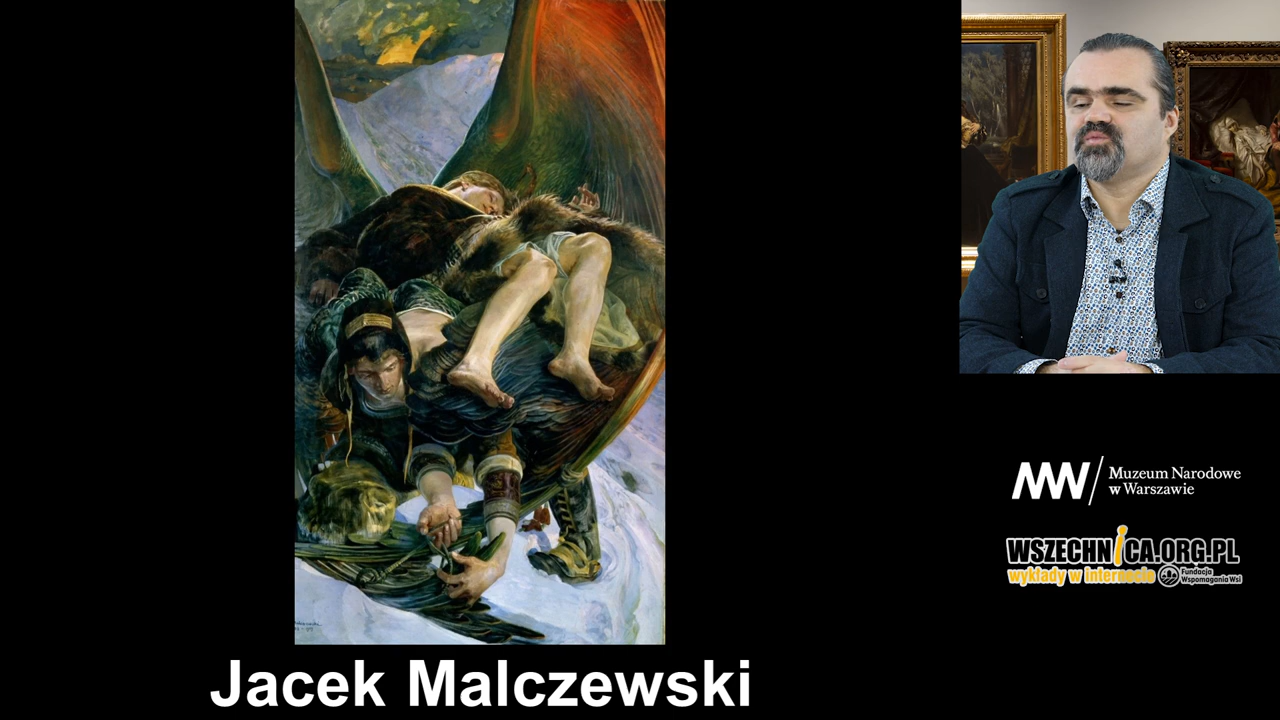 Muzeum Narodowe
w Warszawie
WSZECHNICA.ORG.PL
wykłady w internecie
Fundacja
Wspomagania Wsi
Jacek Malczewski